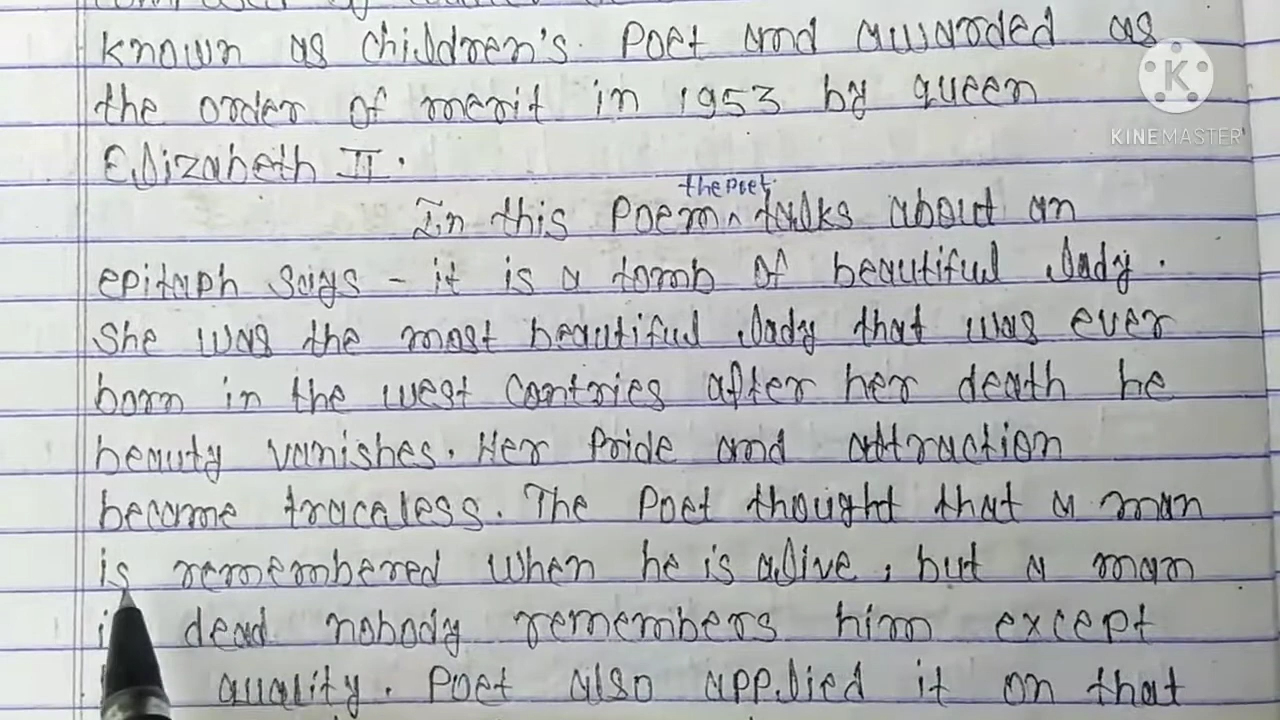 known as children's. Poet and awarded as
the order of merit in 1953 by queen
Elizabeth II.
In this Poem ^ the Poet. talks about an
epitaph says - it is a tomb of beautiful lady.
She was the most beautiful lady that was ever
born in the west contries after her death he
beauty vanishes. Her Pride and attraction
become traceless. The Poet thought that a man
is remembered when he is alive, but a man
dead nobody remembers him except
quality. Poet also applied it on that
KINEMASTER